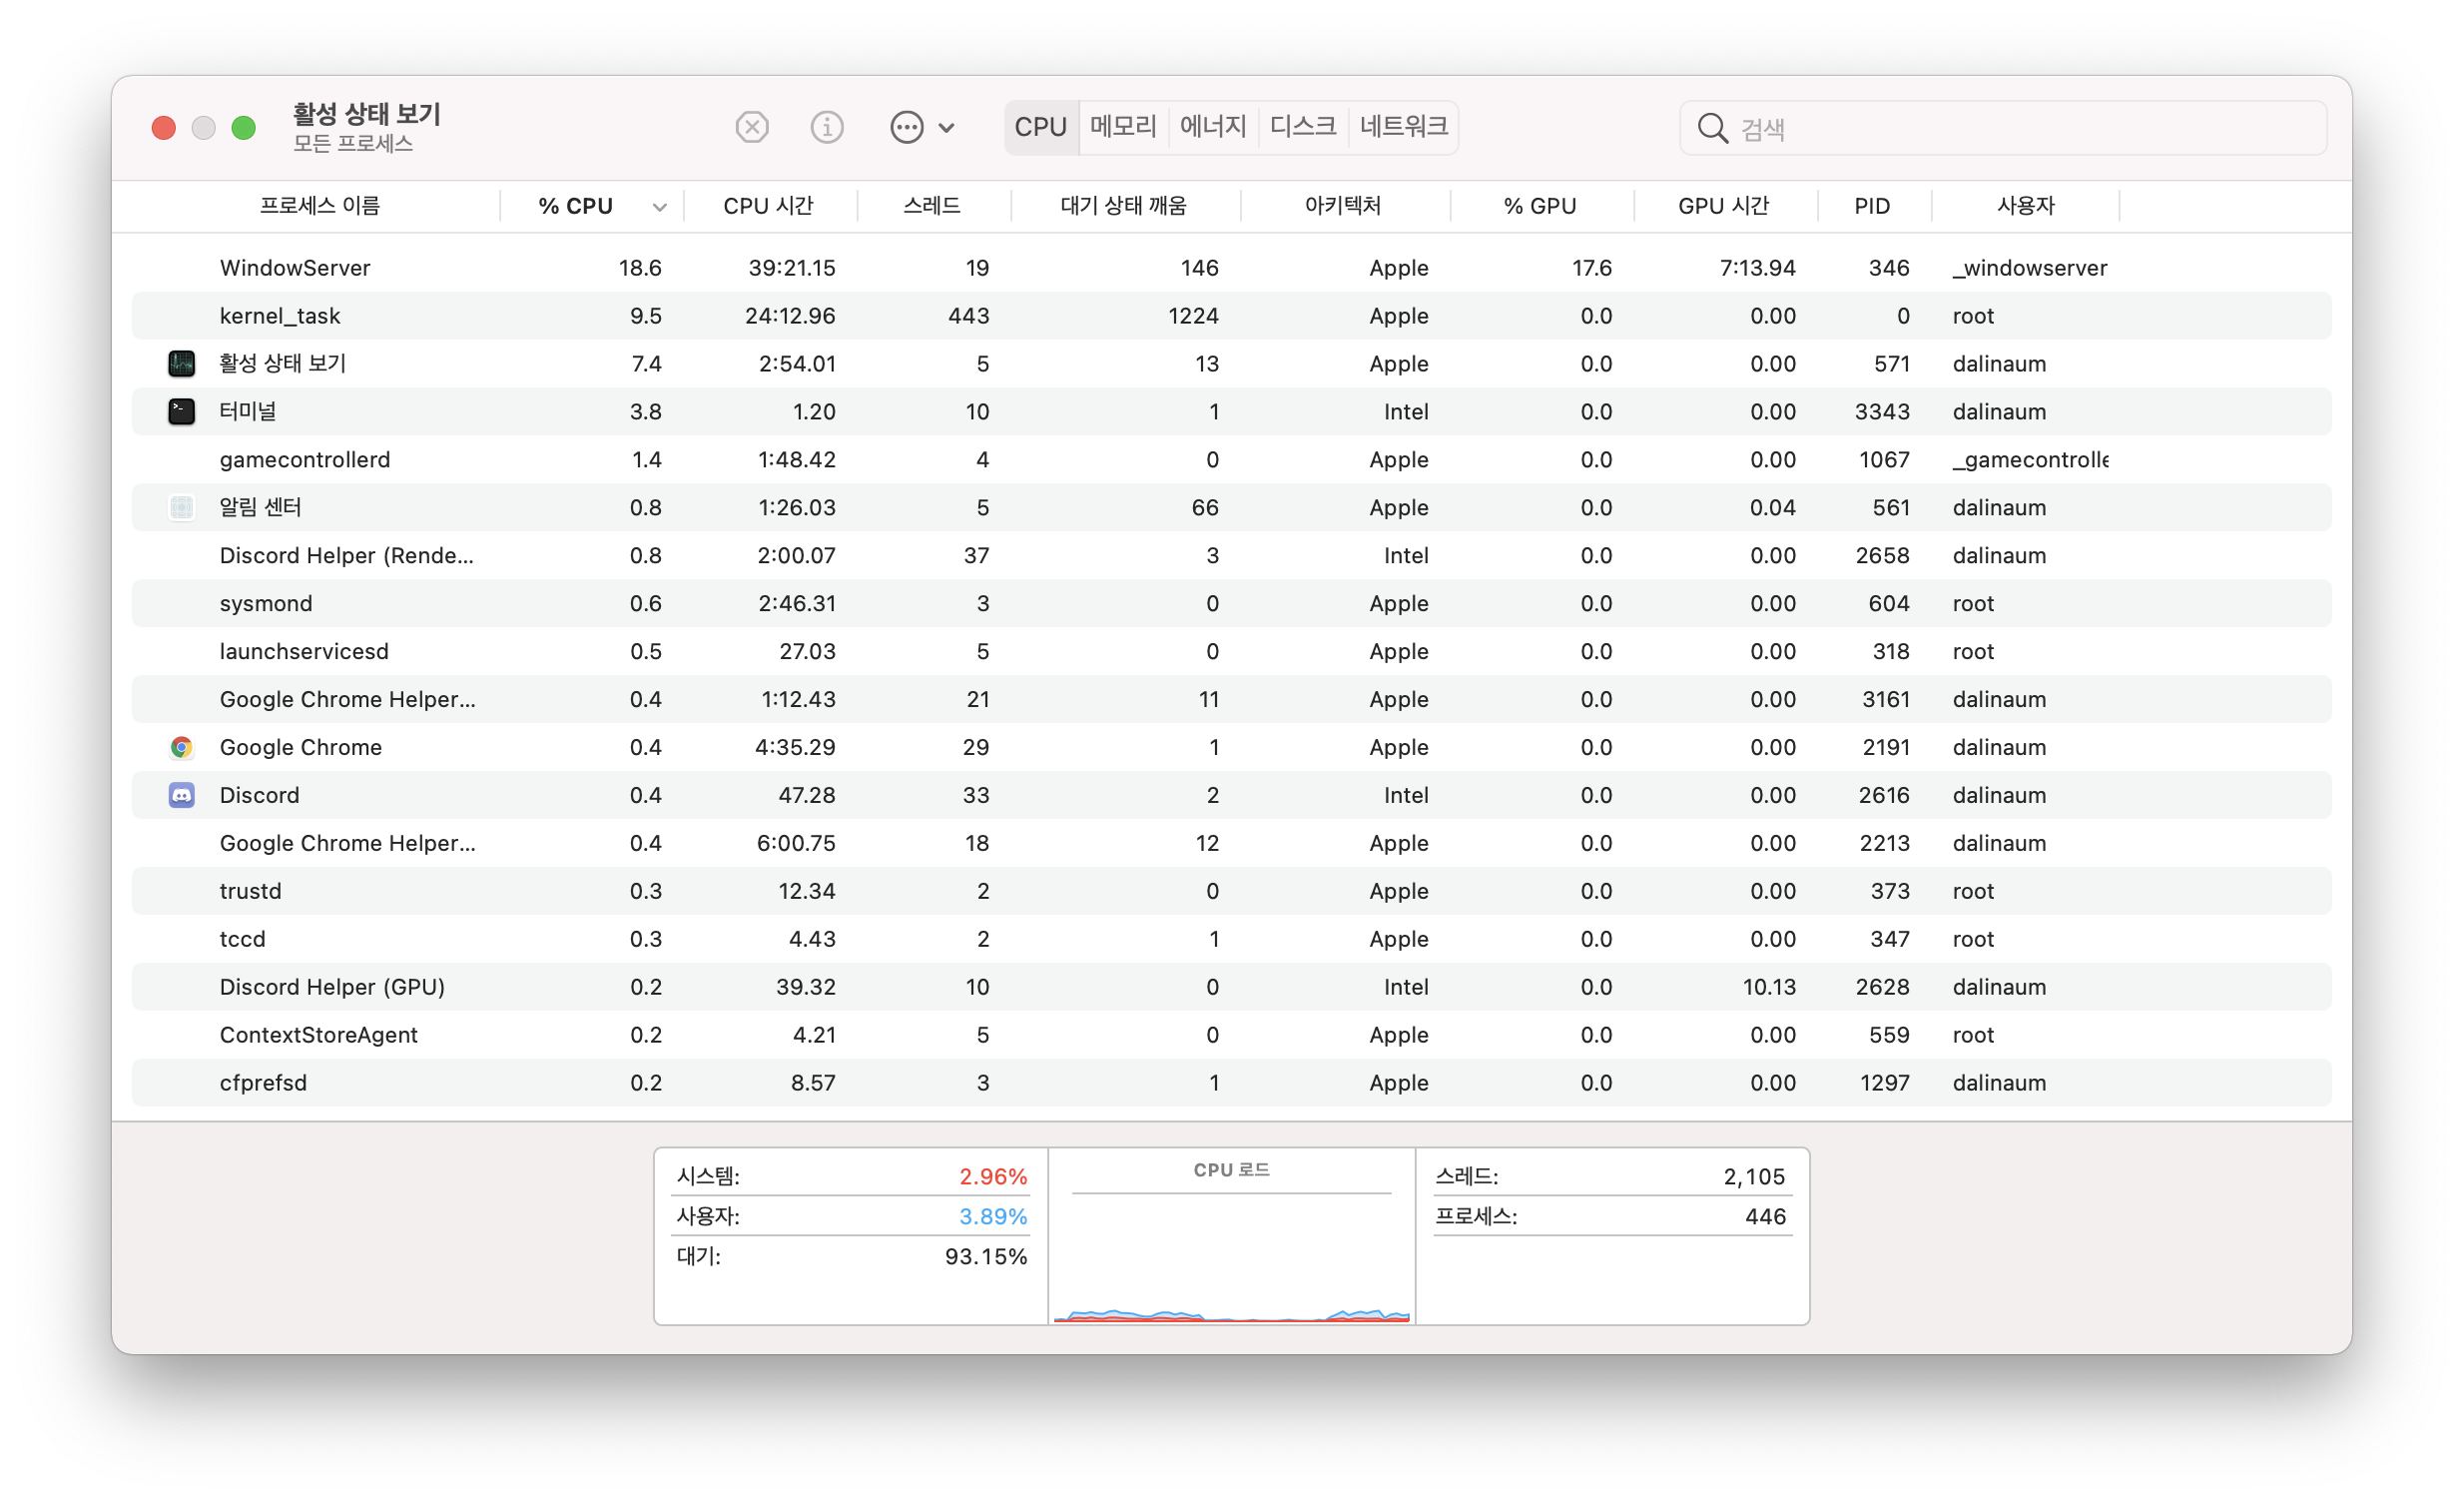 활성 상태 보기
모든 프로세스
CPU 메모리 에너지 디스크 네트워크
검색
프로세스 이름 % CPU CPU 시간 스레드 대기 상태 깨움 아키텍처 % GPU GPU 시간 PID 사용자
WindowServer 18.6 39:21.15 19 146 Apple 17.6 7:13.94 346 _windowserver
kernel_task 9.5 24:12.96 443 1224 Apple 0.0 0.00 0 root
활성 상태 보기 7.4 2:54.01 5 13 Apple 0.0 0.00 571 dalinaum
터미널 3.8 1.20 10 1 Intel 0.0 0.00 3343 dalinaum
gamecontrollerd 1.4 1:48.42 4 0 Apple 0.0 0.00 1067 _gamecontrolle
알림 센터 0.8 1:26.03 5 66 Apple 0.0 0.04 561 dalinaum
Discord Helper (Rende... 0.8 2:00.07 37 3 Intel 0.0 0.00 2658 dalinaum
sysmond 0.6 2:46.31 3 0 Apple 0.0 0.00 604 root
launchservicesd 0.5 27.03 5 0 Apple 0.0 0.00 318 root
Google Chrome Helper... 0.4 1:12.43 21 11 Apple 0.0 0.00 3161 dalinaum
Google Chrome 0.4 4:35.29 29 1 Apple 0.0 0.00 2191 dalinaum
Discord 0.4 47.28 33 2 Intel 0.0 0.00 2616 dalinaum
Google Chrome Helper... 0.4 6:00.75 18 12 Apple 0.0 0.00 2213 dalinaum
trustd 0.3 12.34 2 0 Apple 0.0 0.00 373 root
tccd 0.3 4.43 2 1 Apple 0.0 0.00 347 root
Discord Helper (GPU) 0.2 39.32 10 0 Intel 0.0 10.13 2628 dalinaum
ContextStoreAgent 0.2 4.21 5 0 Apple 0.0 0.00 559 root
cfprefsd 0.2 8.57 3 1 Apple 0.0 0.00 1297 dalinaum
시스템: 2.96%
사용자: 3.89%
대기: 93.15%
CPU 로드
스레드: 2,105
프로세스: 446